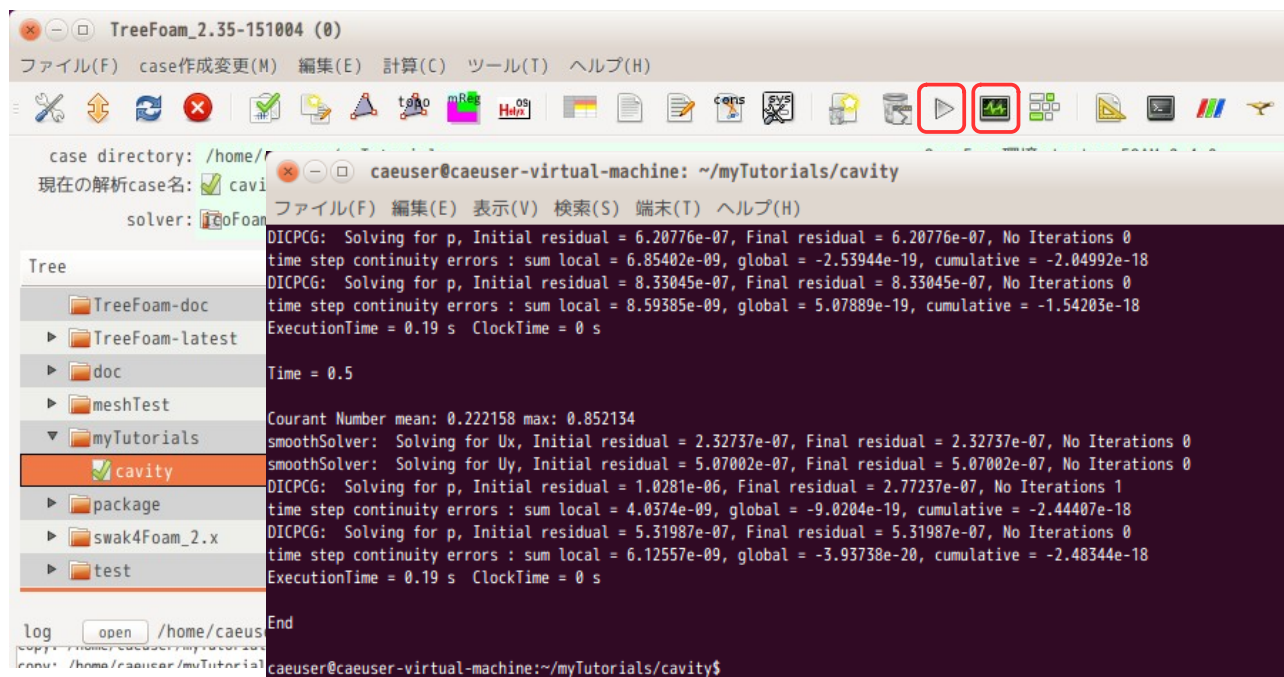 TreeFoam_2.35-151004 (0)
ファイル(F) case作成変更(M) 編集(E) 計算(C) ツール(T) ヘルプ(H)
topo mReg OS Helyx cons SYS
case directory: /home/
現在の解析case名: cavi
solver: icoFoam
Tree
TreeFoam-doc
TreeFoam-latest
doc
meshTest
myTutorials
cavity
package
swak4Foam_2.x
test
log open /home/caeus
copy: /home/caeuser/myTutorial
copy: /home/caeuser/myTutorial
caeuser@caeuser-virtual-machine: ~/myTutorials/cavity
ファイル(F) 編集(E) 表示(V) 検索(S) 端末(T) ヘルプ(H)
DICPCG:  Solving for p, Initial residual = 6.20776e-07, Final residual = 6.20776e-07, No Iterations 0
time step continuity errors : sum local = 6.85402e-09, global = -2.53944e-19, cumulative = -2.04992e-18
DICPCG:  Solving for p, Initial residual = 8.33045e-07, Final residual = 8.33045e-07, No Iterations 0
time step continuity errors : sum local = 8.59385e-09, global = 5.07889e-19, cumulative = -1.54203e-18
ExecutionTime = 0.19 s  ClockTime = 0 s
Time = 0.5
Courant Number mean: 0.222158 max: 0.852134
smoothSolver:  Solving for Ux, Initial residual = 2.32737e-07, Final residual = 2.32737e-07, No Iterations 0
smoothSolver:  Solving for Uy, Initial residual = 5.07002e-07, Final residual = 5.07002e-07, No Iterations 0
DICPCG:  Solving for p, Initial residual = 1.0281e-06, Final residual = 2.77237e-07, No Iterations 1
time step continuity errors : sum local = 4.0374e-09, global = -9.0204e-19, cumulative = -2.44407e-18
DICPCG:  Solving for p, Initial residual = 5.31987e-07, Final residual = 5.31987e-07, No Iterations 0
time step continuity errors : sum local = 6.12557e-09, global = -3.93738e-20, cumulative = -2.48344e-18
ExecutionTime = 0.19 s  ClockTime = 0 s
End
caeuser@caeuser-virtual-machine:~/myTutorials/cavity$